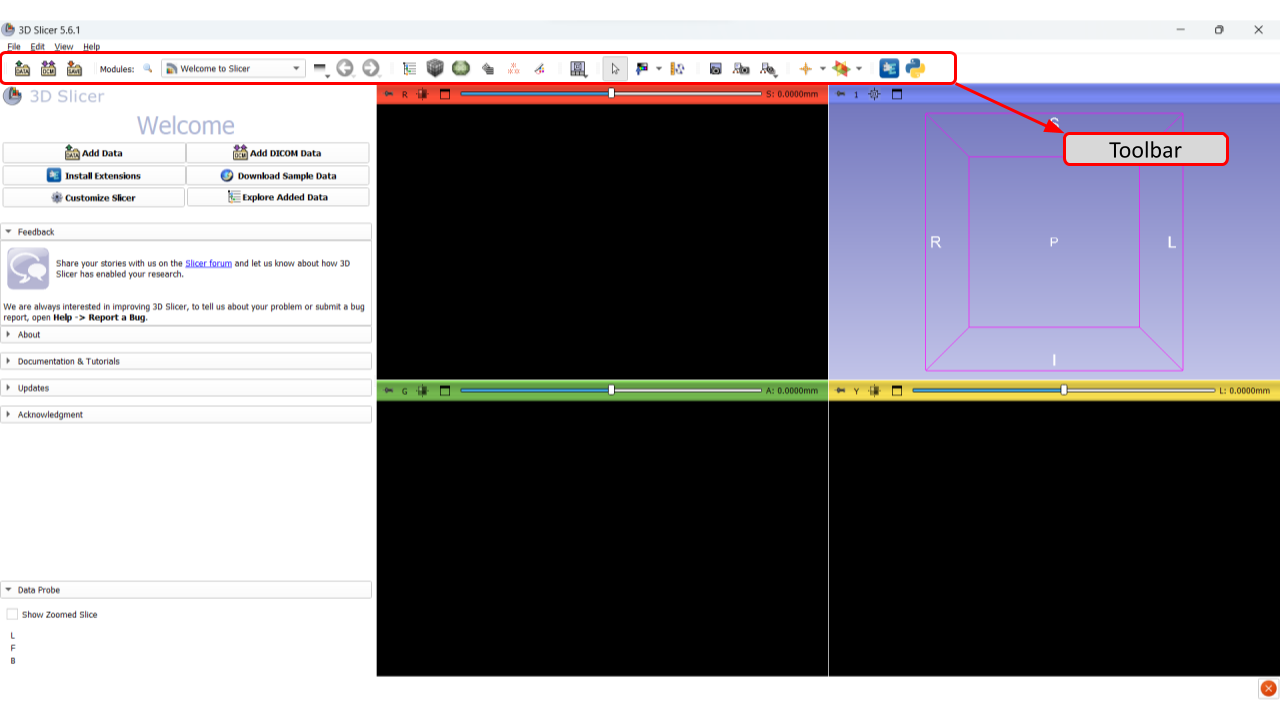 3D Slicer 5.6.1
File Edit View Help
DATA DCM SAVE Modules: Welcome to Slicer
3D Slicer
R S: 0.0000mm
1
Welcome
S
Toolbar
Add Data
DATA
Add DICOM Data
DCM
Install Extensions
Download Sample Data
Customize Slicer
Explore Added Data
Feedback
Share your stories with us on the Slicer forum and let us know about how 3D
Slicer has enabled your research.
R P L
We are always interested in improving 3D Slicer, to tell us about your problem or submit a bug
report, open Help -> Report a Bug.
About
Documentation & Tutorials
I
Updates
G A: 0.0000mm
Y L: 0.0000mm
Acknowledgment
Data Probe
Show Zoomed Slice
L
F
B